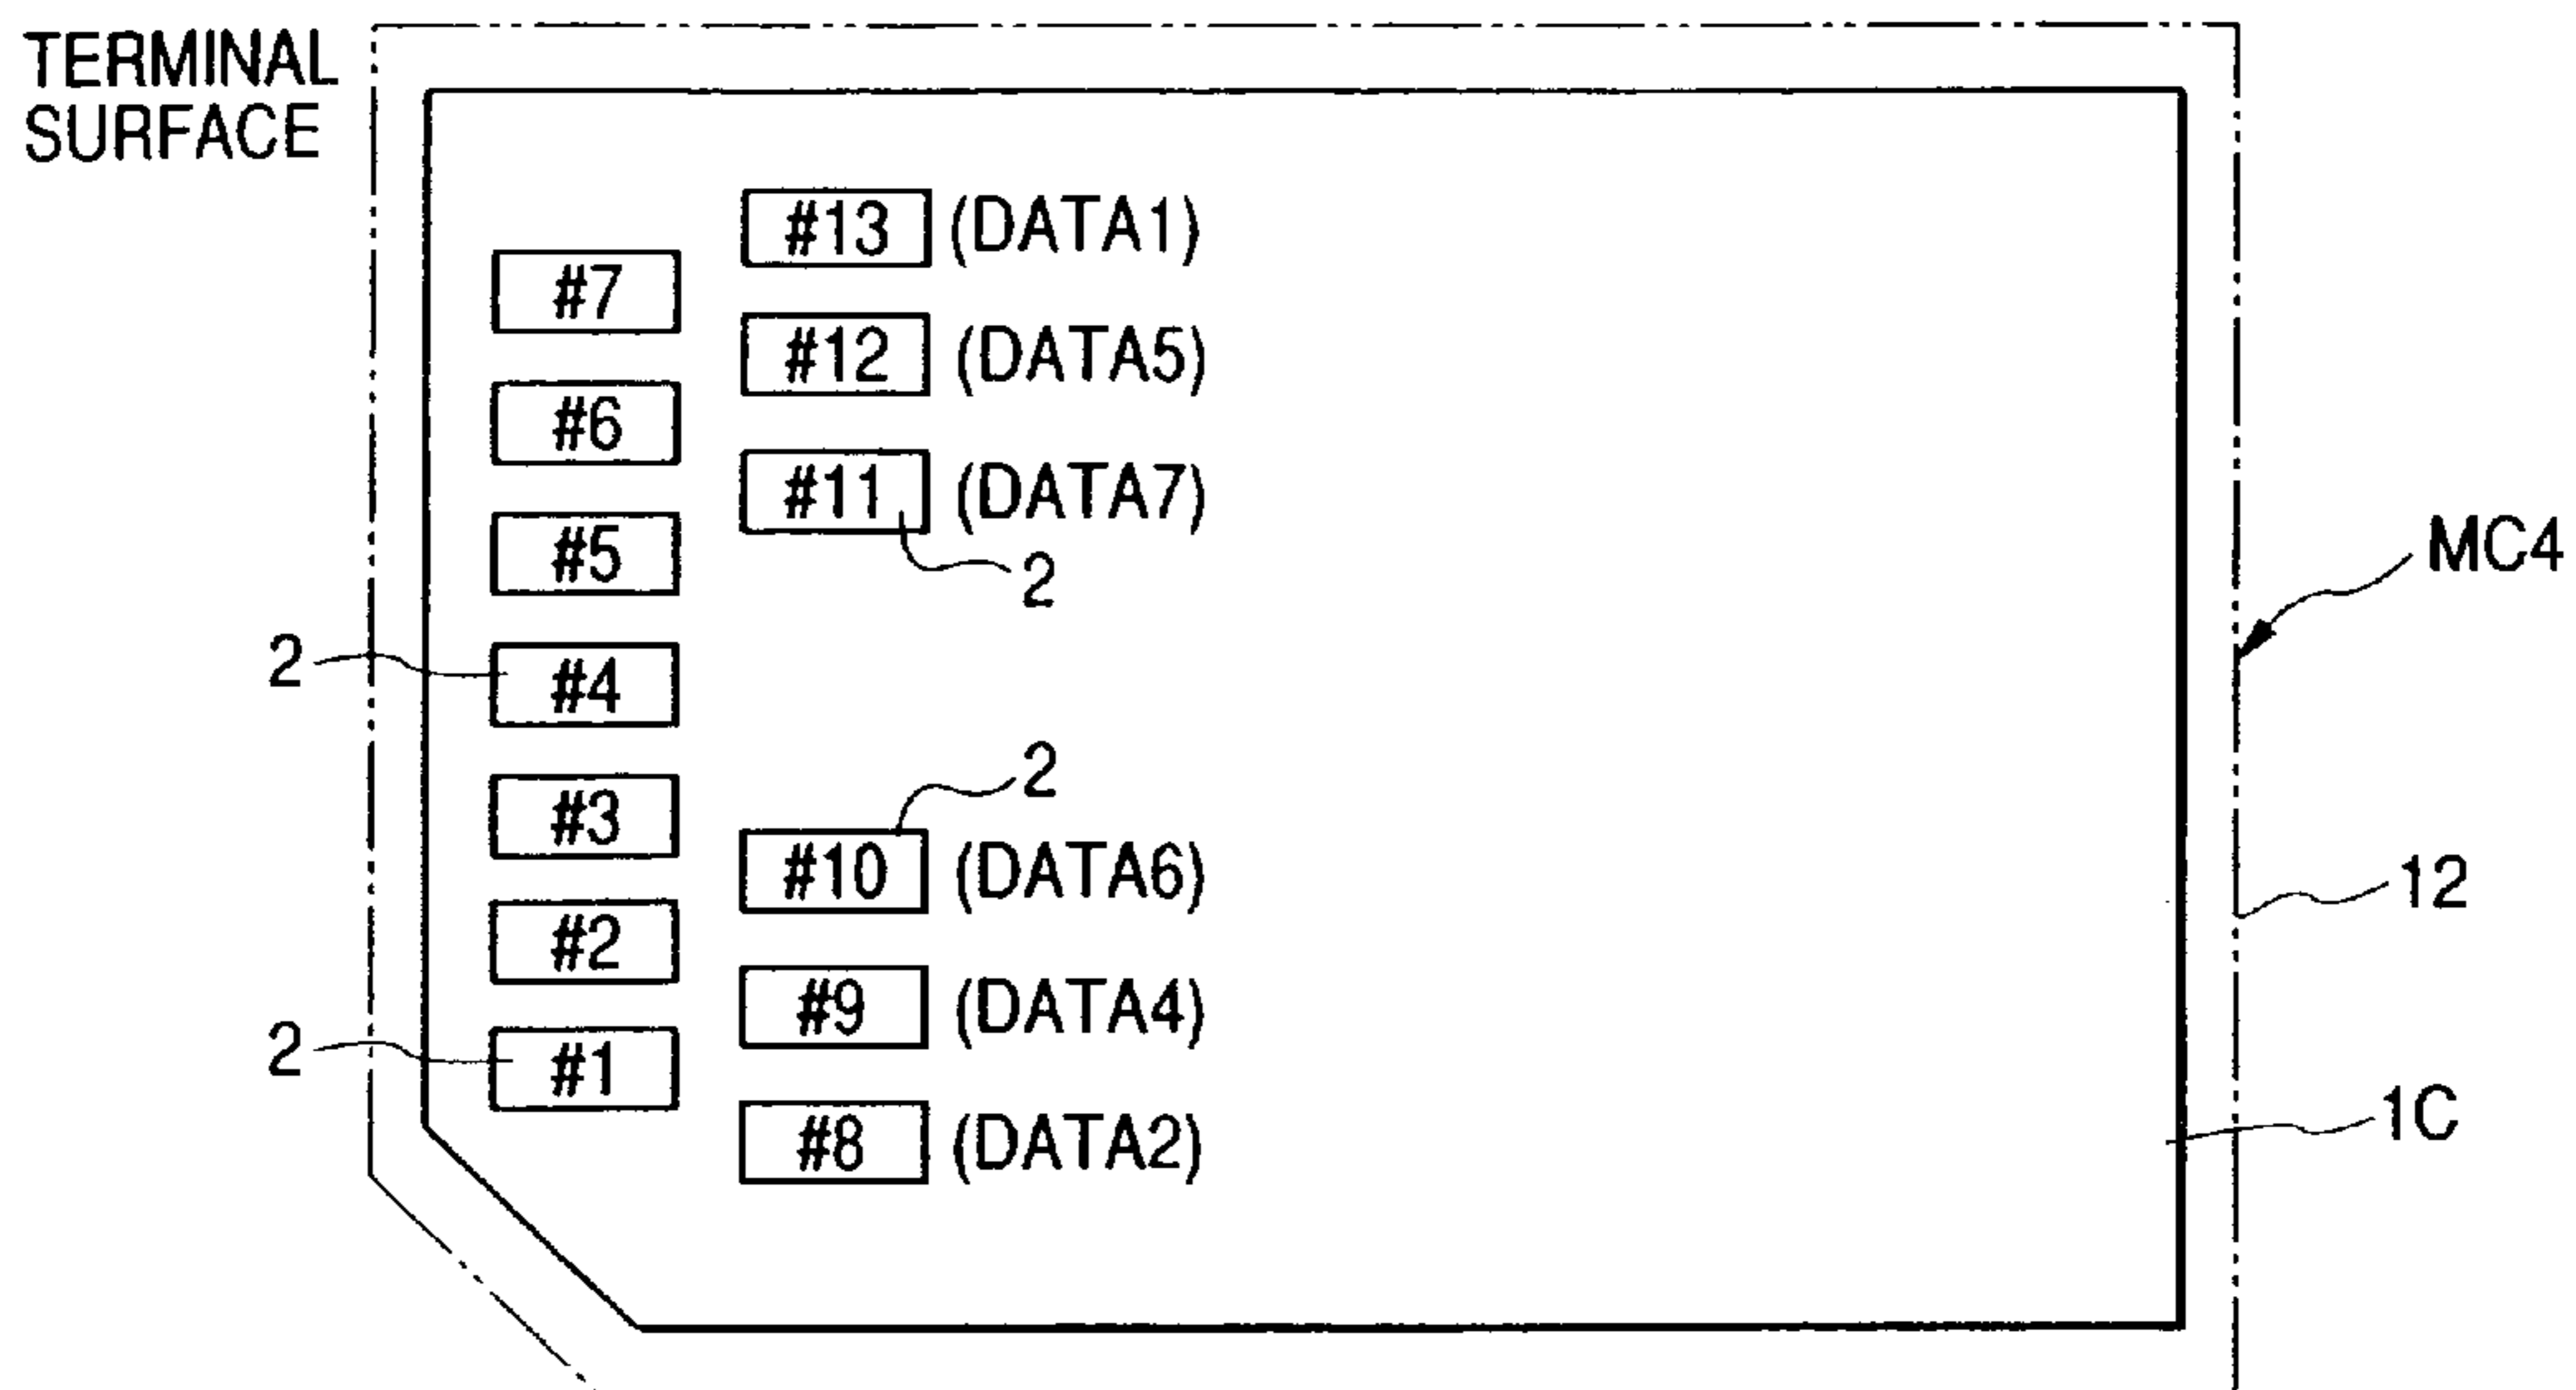 TERMINAL
SURFACE
#13 (DATA1)
#7
#12 (DATA5)
#6
#11 (DATA7)
#5
2
MC4
2
#4
2
#3
#10 (DATA6)
12
#2
#9 (DATA4)
2
#1
1C
#8 (DATA2)